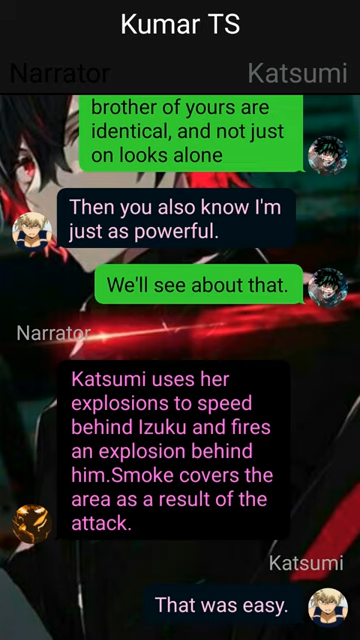 Kumar TS
Narrator
Katsumi
brother of yours are
identical, and not just
on looks alone
Then you also know I'm
just as powerful.
We'll see about that.
Narrator
Katsumi uses her
explosions to speed
behind Izuku and fires
an explosion behind
him.Smoke covers the
area as a result of the
attack.
Katsumi
That was easy.